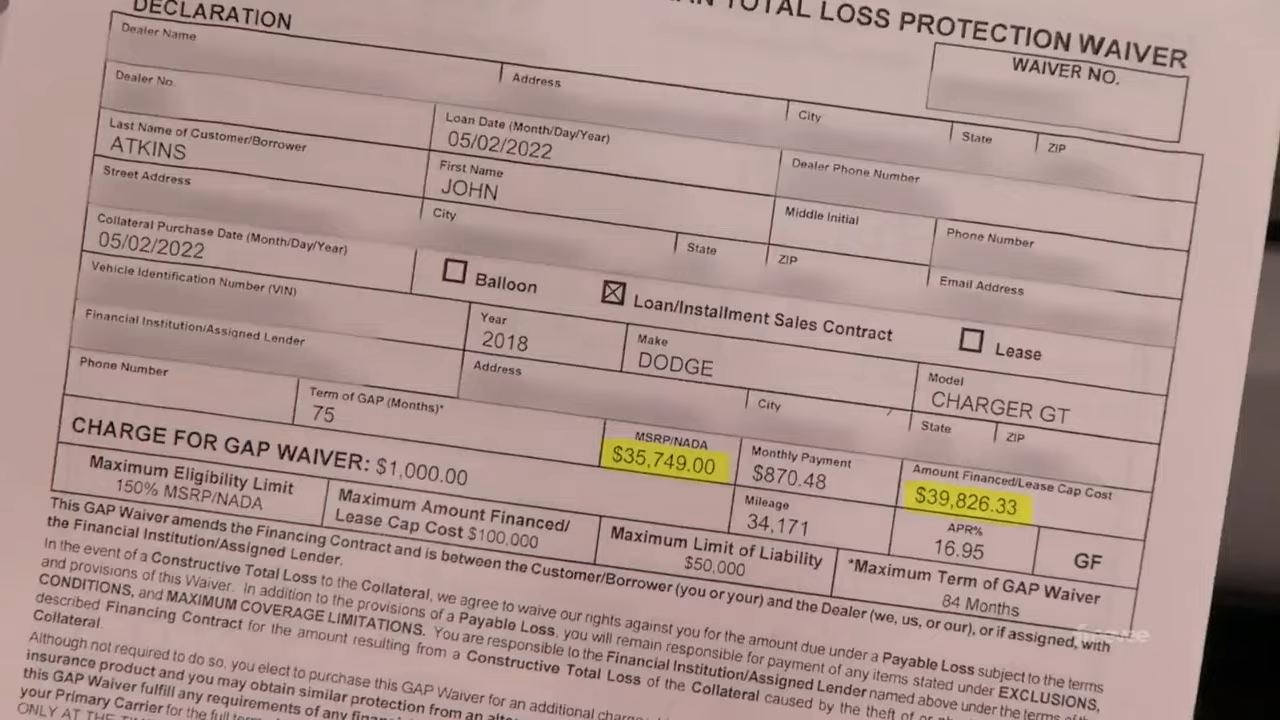 DECLARATION
TOTAL LOSS PROTECTION WAIVER
WAIVER NO.
Dealer Name
Address
City
State
ZIP
Dealer No.
Loan Date (Month/Day/Year)
05/02/2022
Dealer Phone Number
Last Name of Customer/Borrower
ATKINS
First Name
JOHN
Middle Initial
Phone Number
Street Address
City
State
ZIP
Email Address
Collateral Purchase Date (Month/Day/Year)
05/02/2022
Balloon
Loan/Installment Sales Contract
Lease
Vehicle Identification Number (VIN)
Year
2018
Make
DODGE
Model
CHARGER GT
Financial Institution/Assigned Lender
Address
City
State
ZIP
Phone Number
Term of GAP (Months)*
75
MSRP/NADA
$35,749.00
Monthly Payment
$870.48
Amount Financed/Lease Cap Cost
$39,826.33
CHARGE FOR GAP WAIVER: $1,000.00
Mileage
34,171
APR%
16.95
GF
Maximum Eligibility Limit
150% MSRP/NADA
Maximum Amount Financed/
Lease Cap Cost $100,000
Maximum Limit of Liability
$50,000
*Maximum Term of GAP Waiver
84 Months
This GAP Waiver amends the Financing Contract and is between the Customer/Borrower (you or your) and the Dealer (we, us, or our), or if assigned, with
the Financial Institution/Assigned Lender.
In the event of a Constructive Total Loss to the Collateral, we agree to waive our rights against you for the amount due under a Payable Loss subject to the terms
and provisions of this Waiver. In addition to the provisions of a Payable Loss, you will remain responsible for payment of any items stated under EXCLUSIONS,
CONDITIONS, and MAXIMUM COVERAGE LIMITATIONS. You are responsible to the Financial Institution/Assigned Lender named above under the terms of the
described Financing Contract for the amount resulting from a Constructive Total Loss of the Collateral caused by the theft of or
Collateral.
Although not required to do so, you elect to purchase this GAP Waiver for an additional
insurance product and you may obtain similar protection from an
this GAP Waiver fulfill any requirements of any
your Primary Carrier for the full
ONLY AT THE